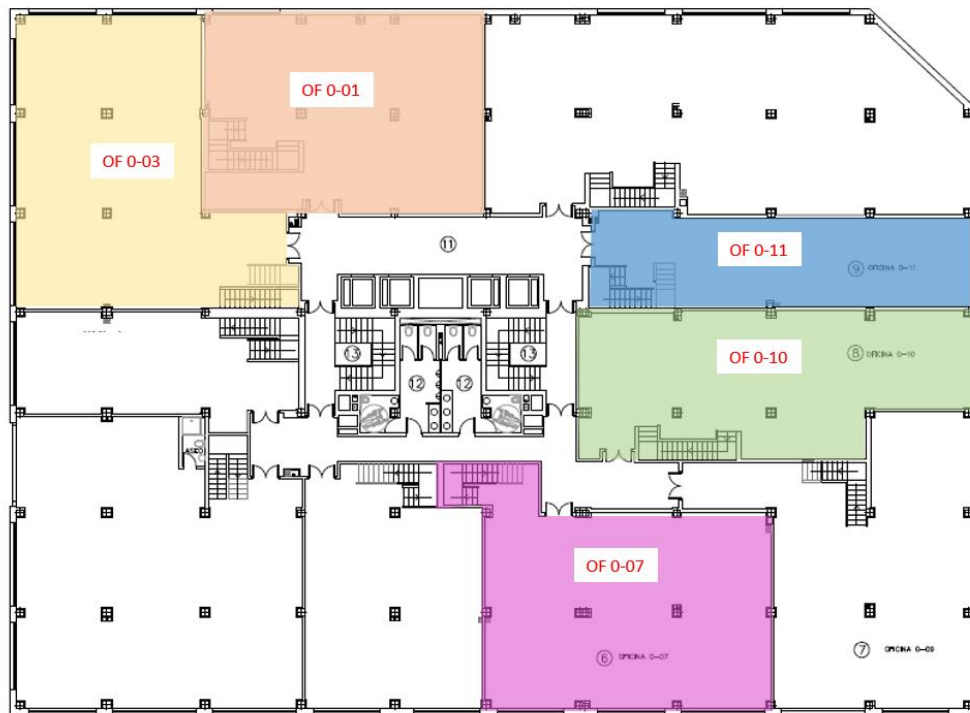 OF 0-01
OF 0-03
11
OF 0-11
9 OFICINA 0-11
13
13
OF 0-10
8 OFICINA 0-10
12
12
ASEO
OF 0-07
6 OFICINA 0-07
7 OFICINA 0-09